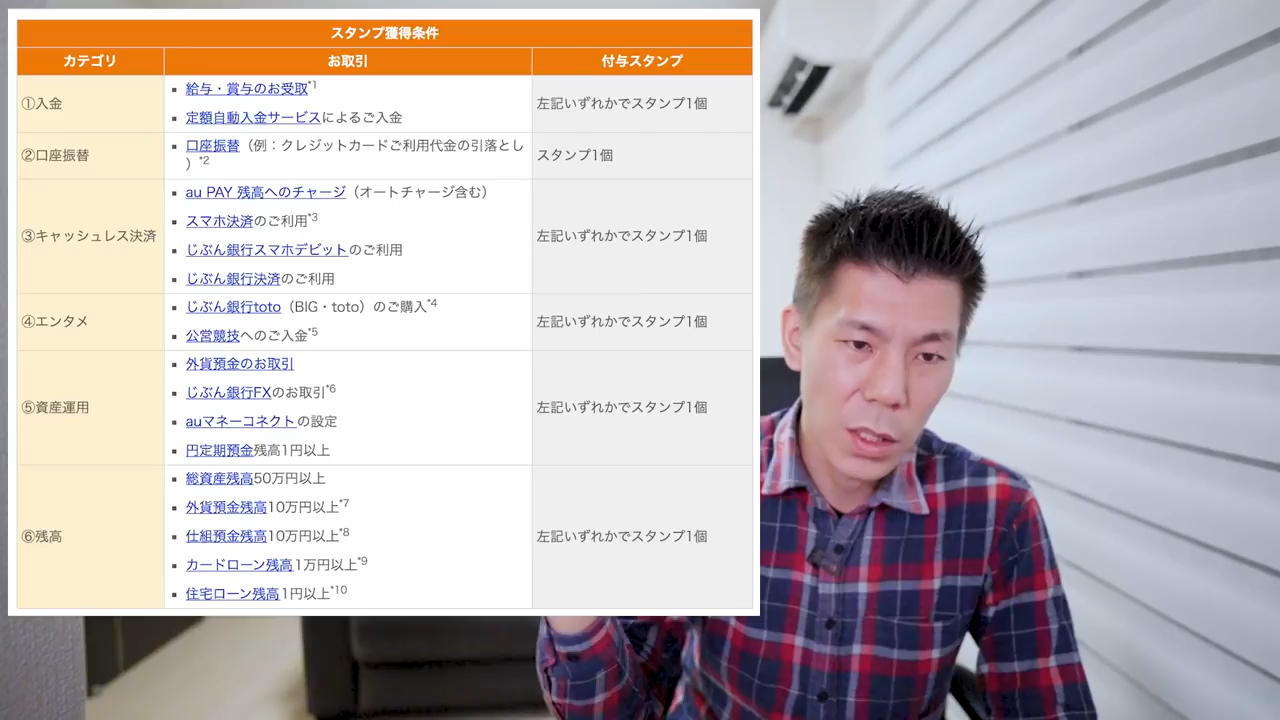 スタンプ獲得条件
カテゴリ お取引 付与スタンプ
①入金
▪ 給与・賞与のお受取*1
▪ 定額自動入金サービスによるご入金
左記いずれかでスタンプ1個
②口座振替
▪ 口座振替（例：クレジットカードご利用代金の引落とし
）*2
スタンプ1個
③キャッシュレス決済
▪ au PAY 残高へのチャージ（オートチャージ含む）
▪ スマホ決済のご利用*3
▪ じぶん銀行スマホデビットのご利用
▪ じぶん銀行決済のご利用
左記いずれかでスタンプ1個
④エンタメ
▪ じぶん銀行toto（BIG・toto）のご購入*4
▪ 公営競技へのご入金*5
左記いずれかでスタンプ1個
⑤資産運用
▪ 外貨預金のお取引
▪ じぶん銀行FXのお取引*6
▪ auマネーコネクトの設定
▪ 円定期預金残高1円以上
左記いずれかでスタンプ1個
⑥残高
▪ 総資産残高50万円以上
▪ 外貨預金残高10万円以上*7
▪ 仕組預金残高10万円以上*8
▪ カードローン残高1万円以上*9
▪ 住宅ローン残高1円以上*10
左記いずれかでスタンプ1個